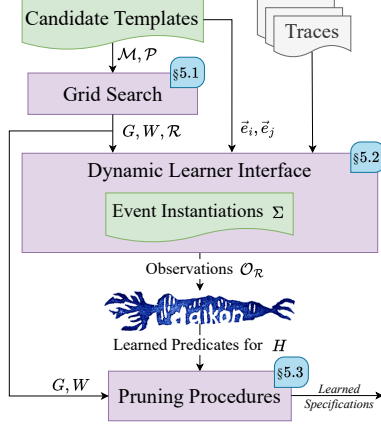 Candidate Templates
Traces
ℳ, 𝒫
§5.1
Grid Search
G, W, ℛ
e⃗ᵢ, e⃗ⱼ
§5.2
Dynamic Learner Interface
Event Instantiations Σ
Observations 𝒪_ℛ
daikon
Learned Predicates for H
§5.3
G, W
Pruning Procedures
Learned
Specifications